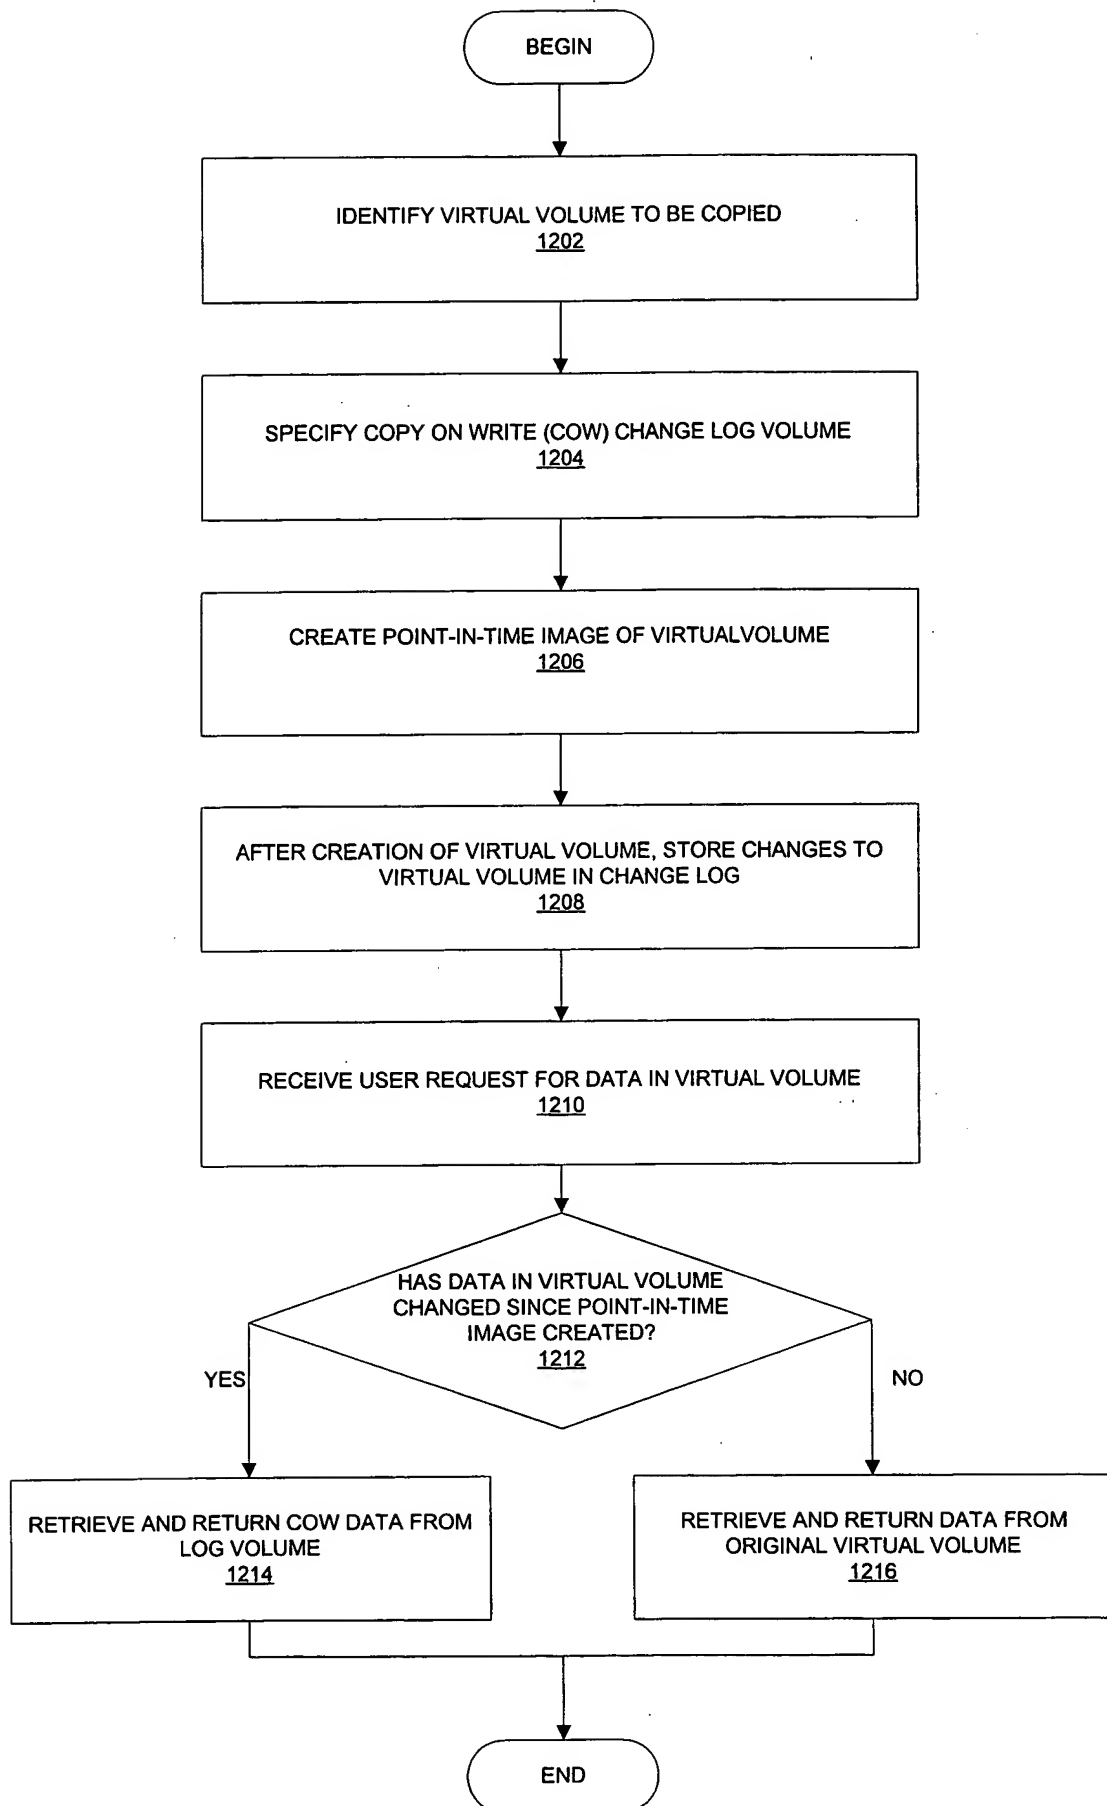 BEGIN
IDENTIFY VIRTUAL VOLUME TO BE COPIED
1202
SPECIFY COPY ON WRITE (COW) CHANGE LOG VOLUME
1204
CREATE POINT-IN-TIME IMAGE OF VIRTUALVOLUME
1206
AFTER CREATION OF VIRTUAL VOLUME, STORE CHANGES TO
VIRTUAL VOLUME IN CHANGE LOG
1208
RECEIVE USER REQUEST FOR DATA IN VIRTUAL VOLUME
1210
HAS DATA IN VIRTUAL VOLUME
CHANGED SINCE POINT-IN-TIME
IMAGE CREATED?
1212
YES
NO
RETRIEVE AND RETURN COW DATA FROM
LOG VOLUME
1214
RETRIEVE AND RETURN DATA FROM
ORIGINAL VIRTUAL VOLUME
1216
END